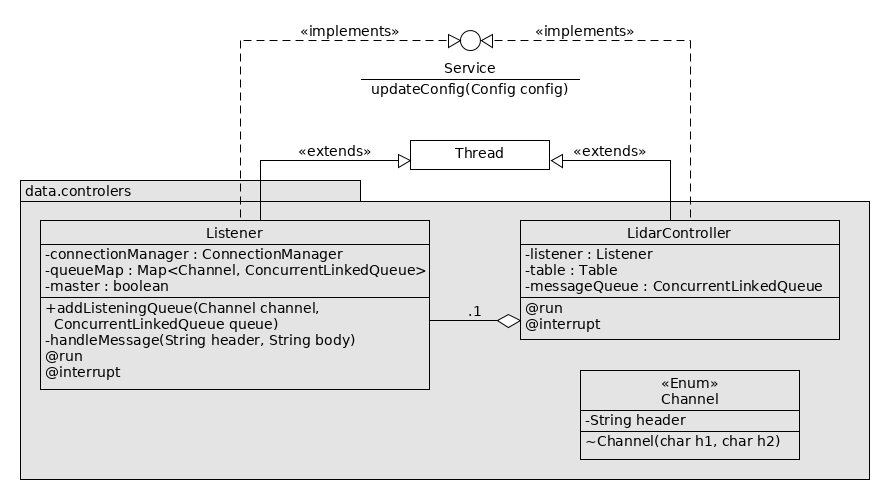 «implements»
«implements»
Service
updateConfig(Config config)
«extends»
Thread
«extends»
data.controlers
Listener
-connectionManager : ConnectionManager
-queueMap : Map<Channel, ConcurrentLinkedQueue>
-master : boolean
+addListeningQueue(Channel channel,
ConcurrentLinkedQueue queue)
-handleMessage(String header, String body)
@run
@interrupt
.1
LidarController
-listener : Listener
-table : Table
-messageQueue : ConcurrentLinkedQueue
@run
@interrupt
«Enum»
Channel
-String header
~Channel(char h1, char h2)